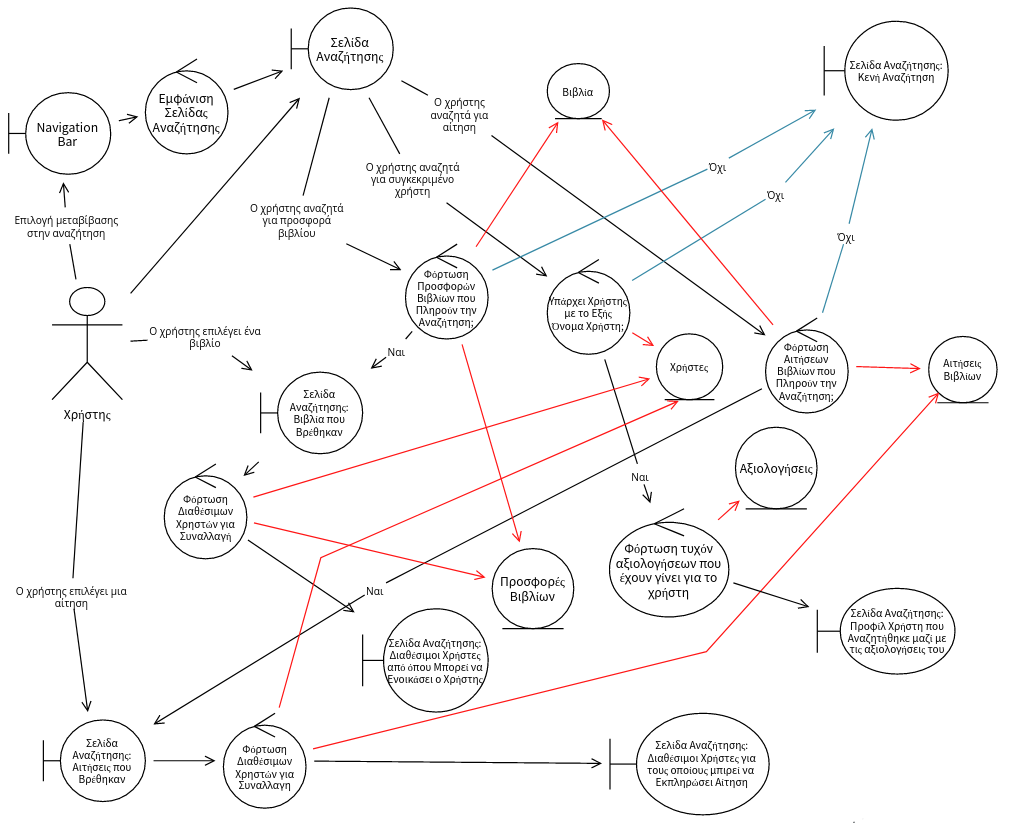 Σελίδα
Αναζήτησης
Σελίδα Αναζήτησης:
Κενή Αναζήτηση
Βιβλία
Εμφάνιση
Σελίδας
Αναζήτησης
Navigation
Bar
Ο χρήστης
αναζητά για
αίτηση
Ο χρήστης αναζητά
για συγκεκριμένο
χρήστη
Όχι
Όχι
Όχι
Επιλογή μεταβίβασης
στην αναζήτηση
Ο χρήστης αναζητά
για προσφορά
βιβλίου
Φόρτωση
Προσφορών
Βιβλίων που
Πληρούν την
Αναζήτηση;
Υπάρχει Χρήστης
με το Εξής
Όνομα Χρήστη;
Χρήστες
Φόρτωση
Αιτήσεων
Βιβλίων που
Πληρούν την
Αναζήτηση;
Αιτήσεις
Βιβλίων
Ο χρήστης επιλέγει ένα
βιβλίο
Ναι
Χρήστης
Σελίδα
Αναζήτησης:
Βιβλία που
Βρέθηκαν
Αξιολογήσεις
Ναι
Φόρτωση
Διαθέσιμων
Χρηστών για
Συναλλαγή
Φόρτωση τυχόν
αξιολογήσεων που
έχουν γίνει για το
χρήστη
Προσφορές
Βιβλίων
Ο χρήστης επιλέγει μια
αίτηση
Ναι
Σελίδα Αναζήτησης:
Διαθέσιμοι Χρήστες
από όπου Μπορεί να
Ενοικάσει ο Χρήστης
Σελίδα Αναζήτησης:
Προφίλ Χρήστη που
Αναζητήθηκε μαζί με
τις αξιολογήσεις του
Σελίδα
Αναζήτησης:
Αιτήσεις που
Βρέθηκαν
Φόρτωση
Διαθέσιμων
Χρηστών για
Συναλλαγη
Σελίδα Αναζήτησης:
Διαθέσιμοι Χρήστες για
τους οποίους μπιρεί να
Εκπληρώσει Αίτηση